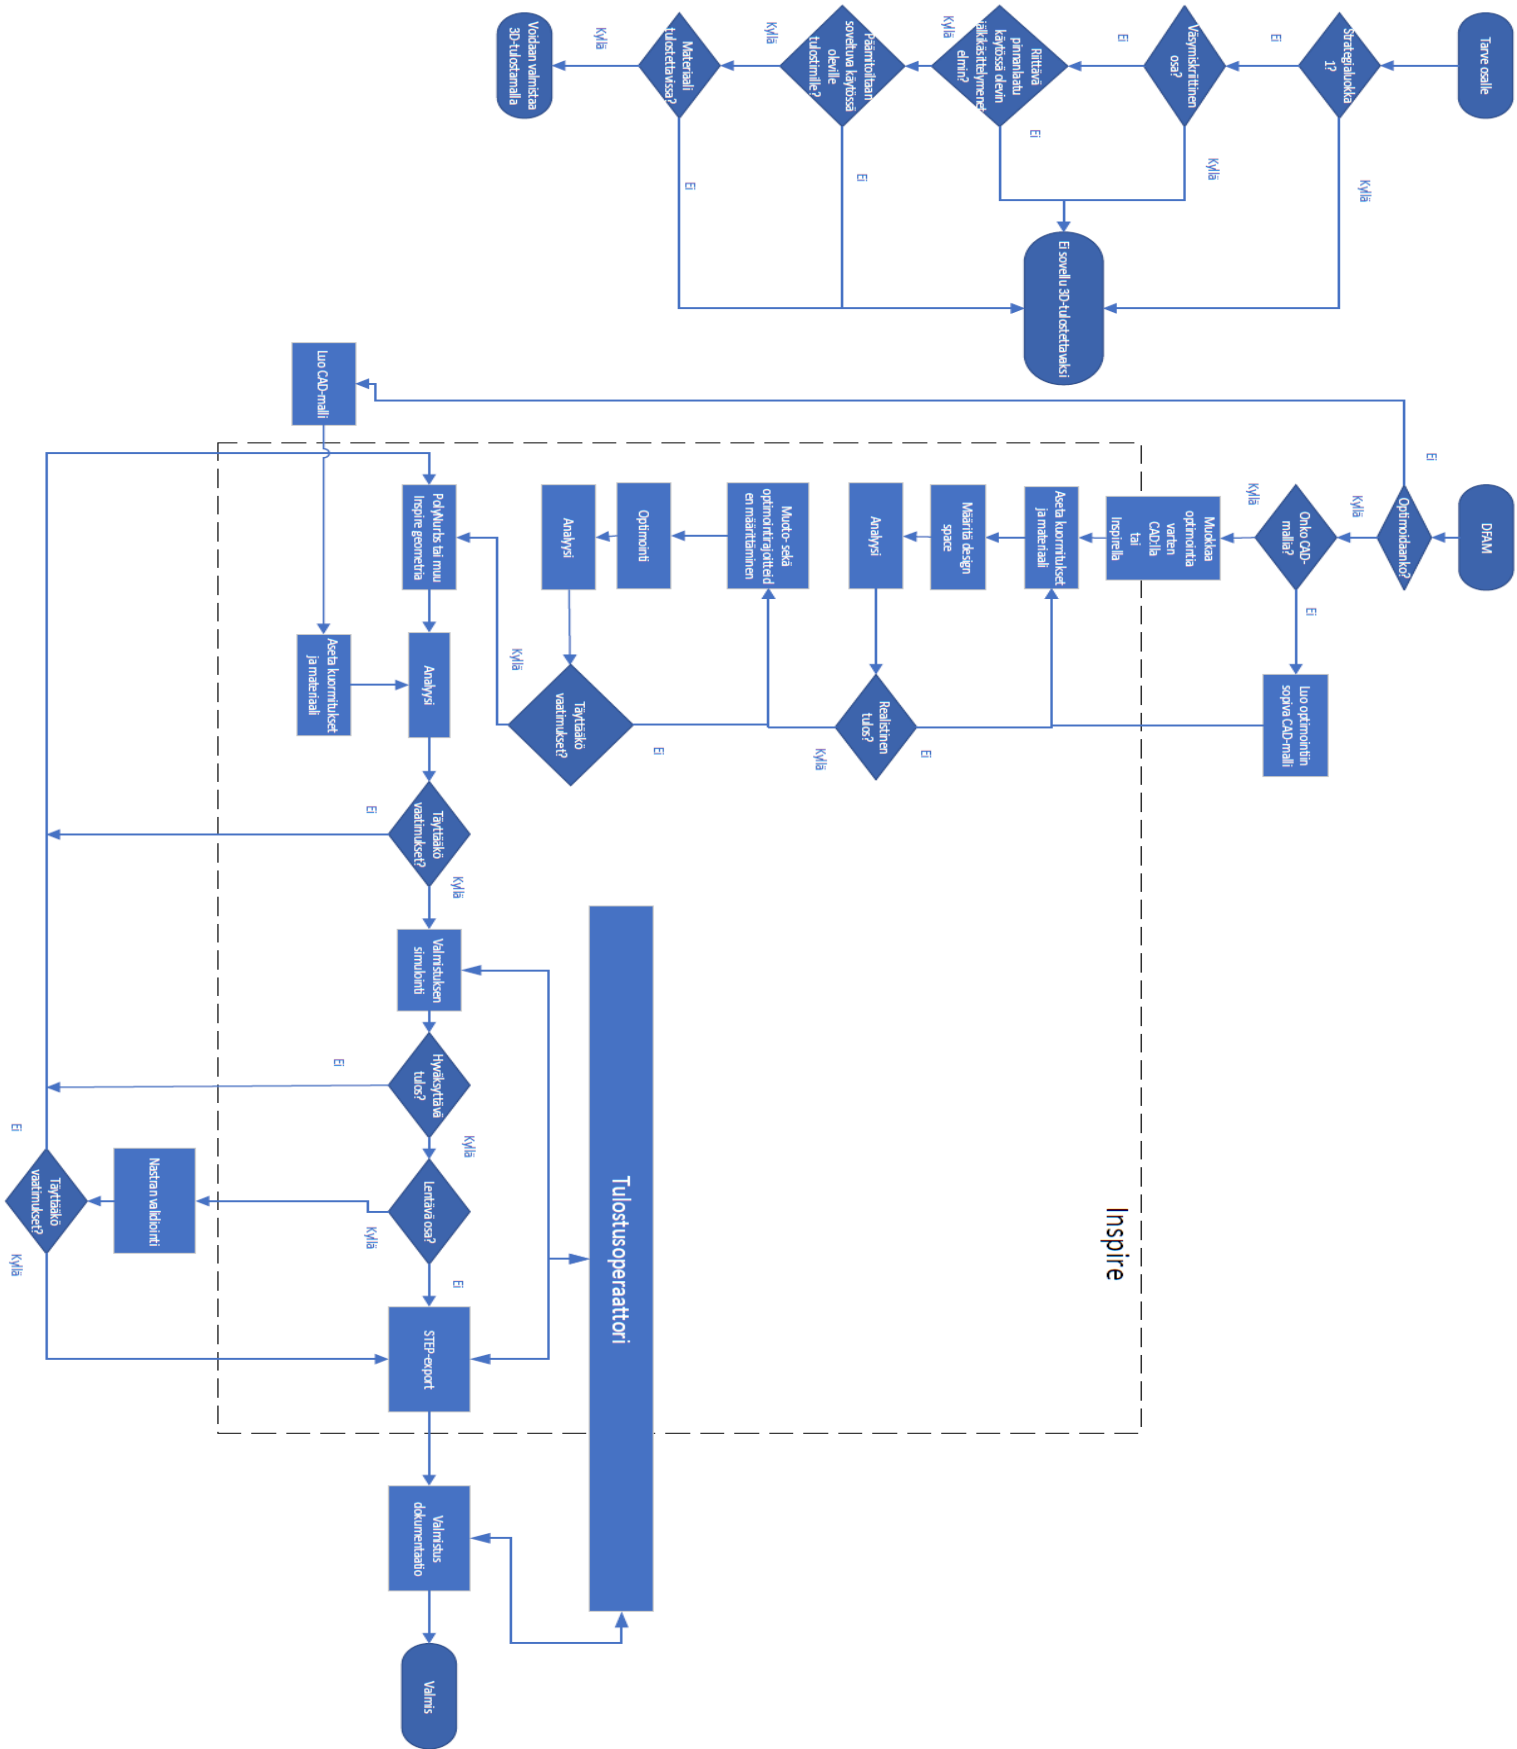 Tarve osalle
Strategialuokka
1?
Ei
Kyllä
Väsymiskriittinen
osa?
Ei
Kyllä
Riittävä
pinnanlaatu
käytössä olevin
jälkikäsittelymenet
elmin?
Kyllä
Ei
Päämitoiltaan
soveltuva käytössä
oleville
tulostimille?
Kyllä
Ei
Materiaali
tulostettavissa?
Kyllä
Ei
Voidaan valmistaa
3D-tulostamalla
Ei sovellu 3D-tulostettavaksi
DFAM
Optimoidaanko?
Ei
Kyllä
Onko CAD-
mallia?
Kyllä
Ei
Luo optimointiin
sopiva CAD-malli
Muokkaa
optimointia
varten
CAD:lla
tai
Inspirella
Aseta kuormitukset
ja materiaali
Määritä design
space
Analyysi
Realistinen
tulos?
Ei
Kyllä
Muoto- sekä
optimointirajoitteid
en määrittäminen
Optimointi
Analyysi
Täyttääkö
vaatimukset?
Ei
Kyllä
Luo CAD-malli
Aseta kuormitukset
ja materiaali
PolyNurbs tai muu
Inspire geometria
Analyysi
Täyttääkö
vaatimukset?
Ei
Kyllä
Valmistuksen
simulointi
Hyväksyttävä
tulos?
Ei
Kyllä
Lentävä osa?
Kyllä
Ei
Nastran validiointi
Täyttääkö
vaatimukset?
Ei
Kyllä
STEP-export
Inspire
Tulostusoperaattori
Valmistus
dokumentaatio
Valmis